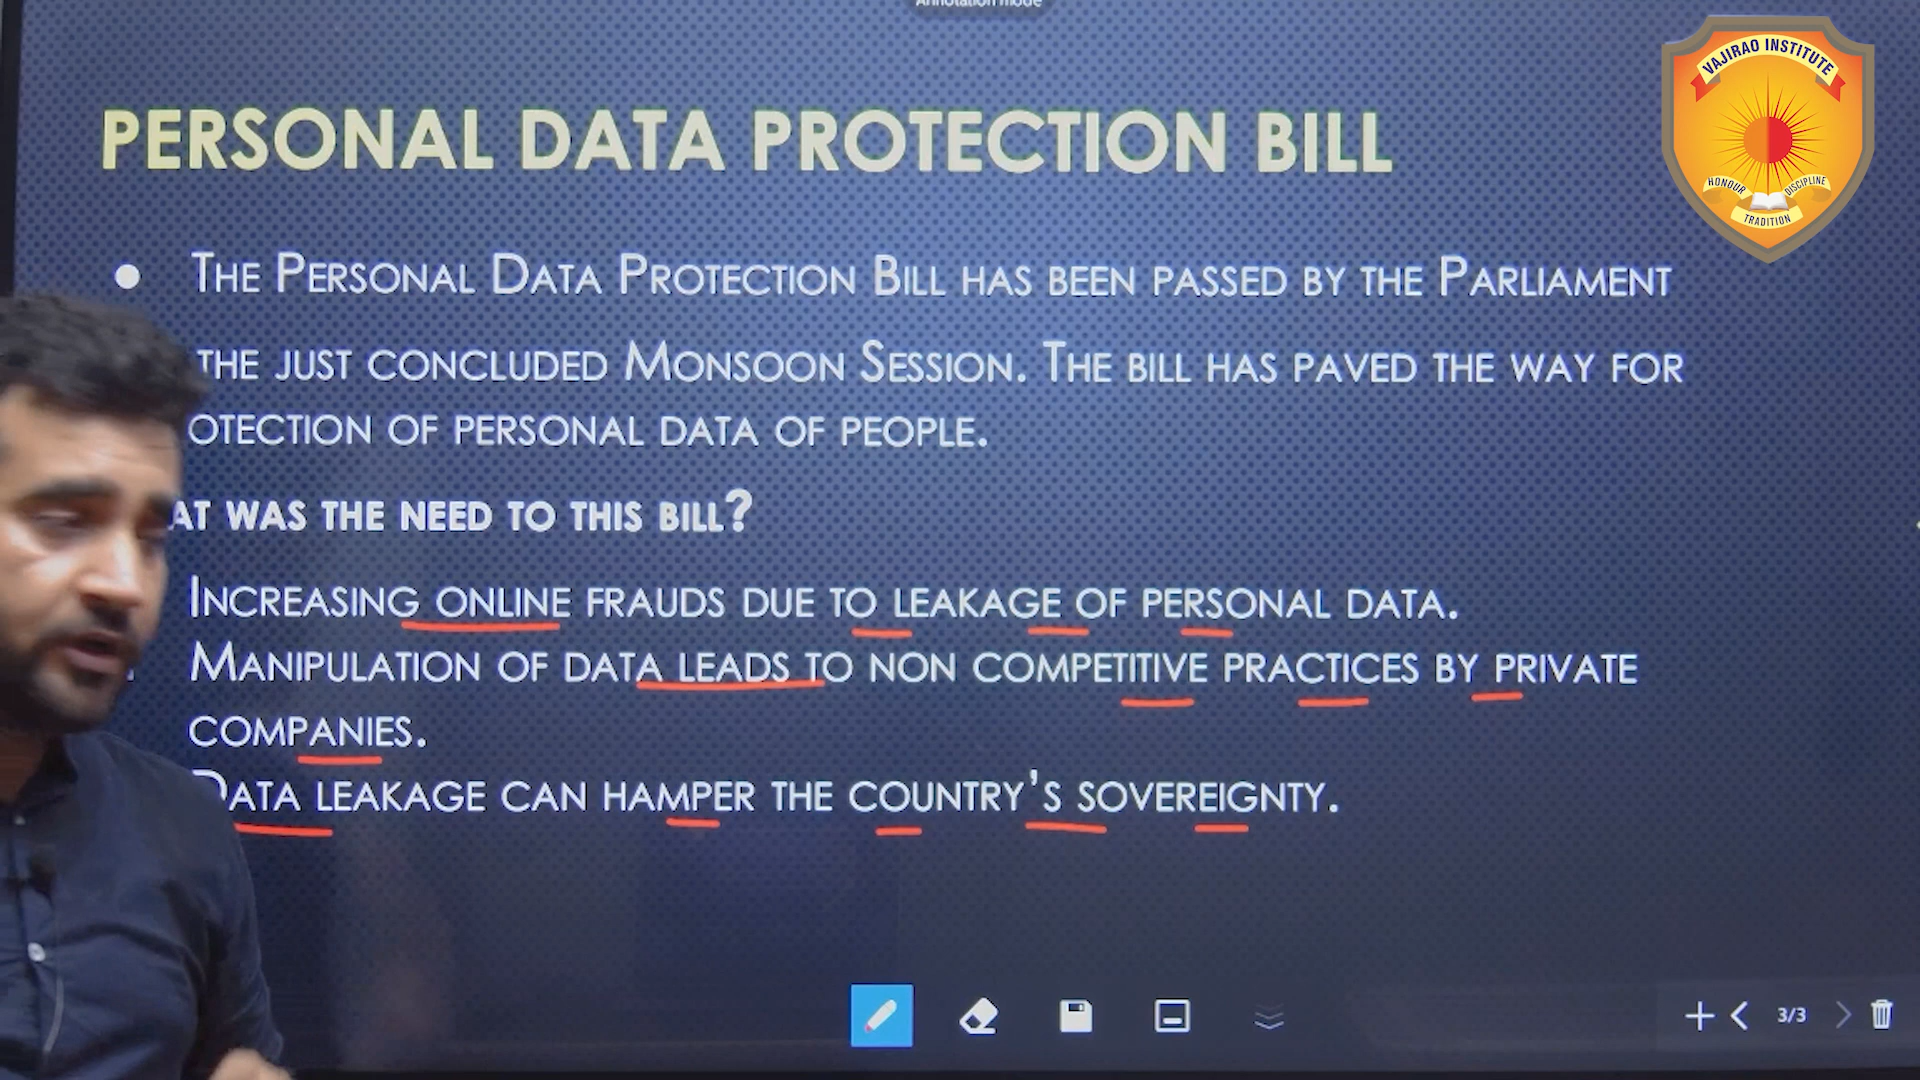 Annotation mode
VAJIRAO INSTITUTE
HONOUR
DISCIPLINE
TRADITION
PERSONAL DATA PROTECTION BILL
● THE PERSONAL DATA PROTECTION BILL HAS BEEN PASSED BY THE PARLIAMENT
THE JUST CONCLUDED MONSOON SESSION. THE BILL HAS PAVED THE WAY FOR
OTECTION OF PERSONAL DATA OF PEOPLE.
AT WAS THE NEED TO THIS BILL?
INCREASING ONLINE FRAUDS DUE TO LEAKAGE OF PERSONAL DATA.
MANIPULATION OF DATA LEADS TO NON COMPETITIVE PRACTICES BY PRIVATE
COMPANIES.
DATA LEAKAGE CAN HAMPER THE COUNTRY'S SOVEREIGNTY.
3/3